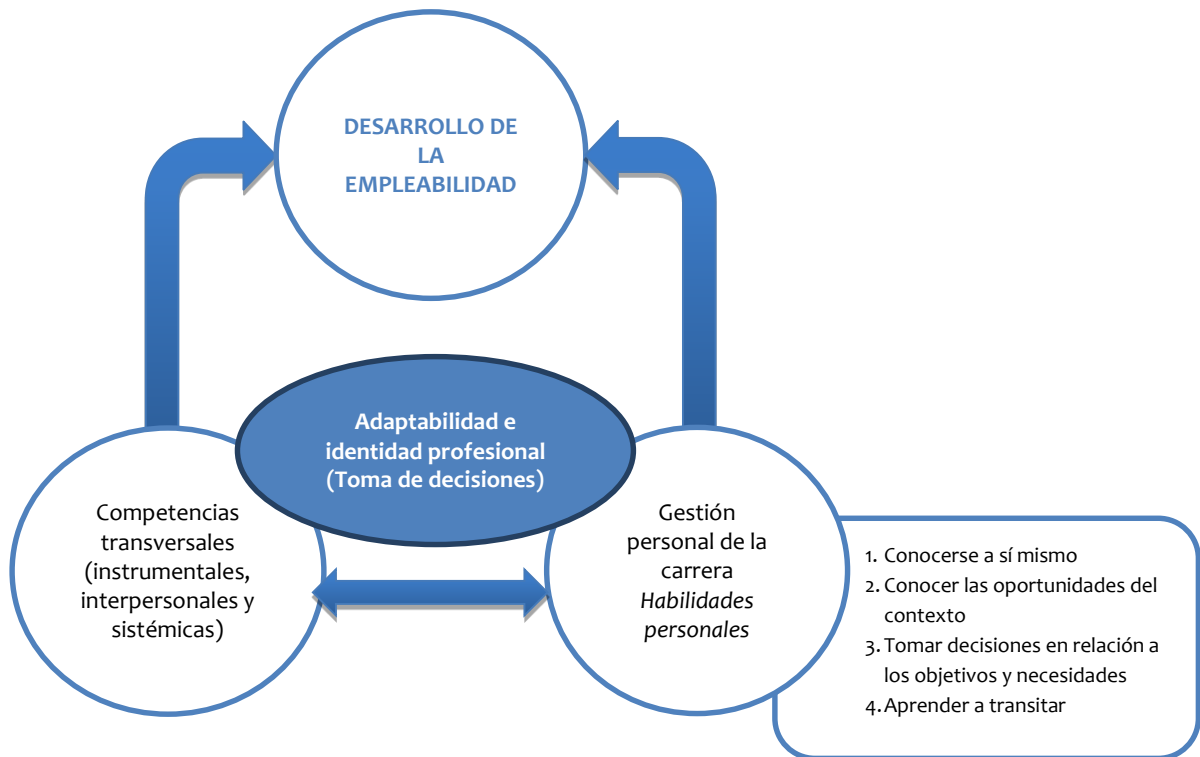 DESARROLLO DE
LA
EMPLEABILIDAD
Adaptabilidad e
identidad profesional
(Toma de decisiones)
Competencias
transversales
(instrumentales,
interpersonales y
sistémicas)
Gestión
personal de la
carrera
Habilidades
personales
1. Conocerse a sí mismo
2. Conocer las oportunidades del
contexto
3. Tomar decisiones en relación a
los objetivos y necesidades
4. Aprender a transitar